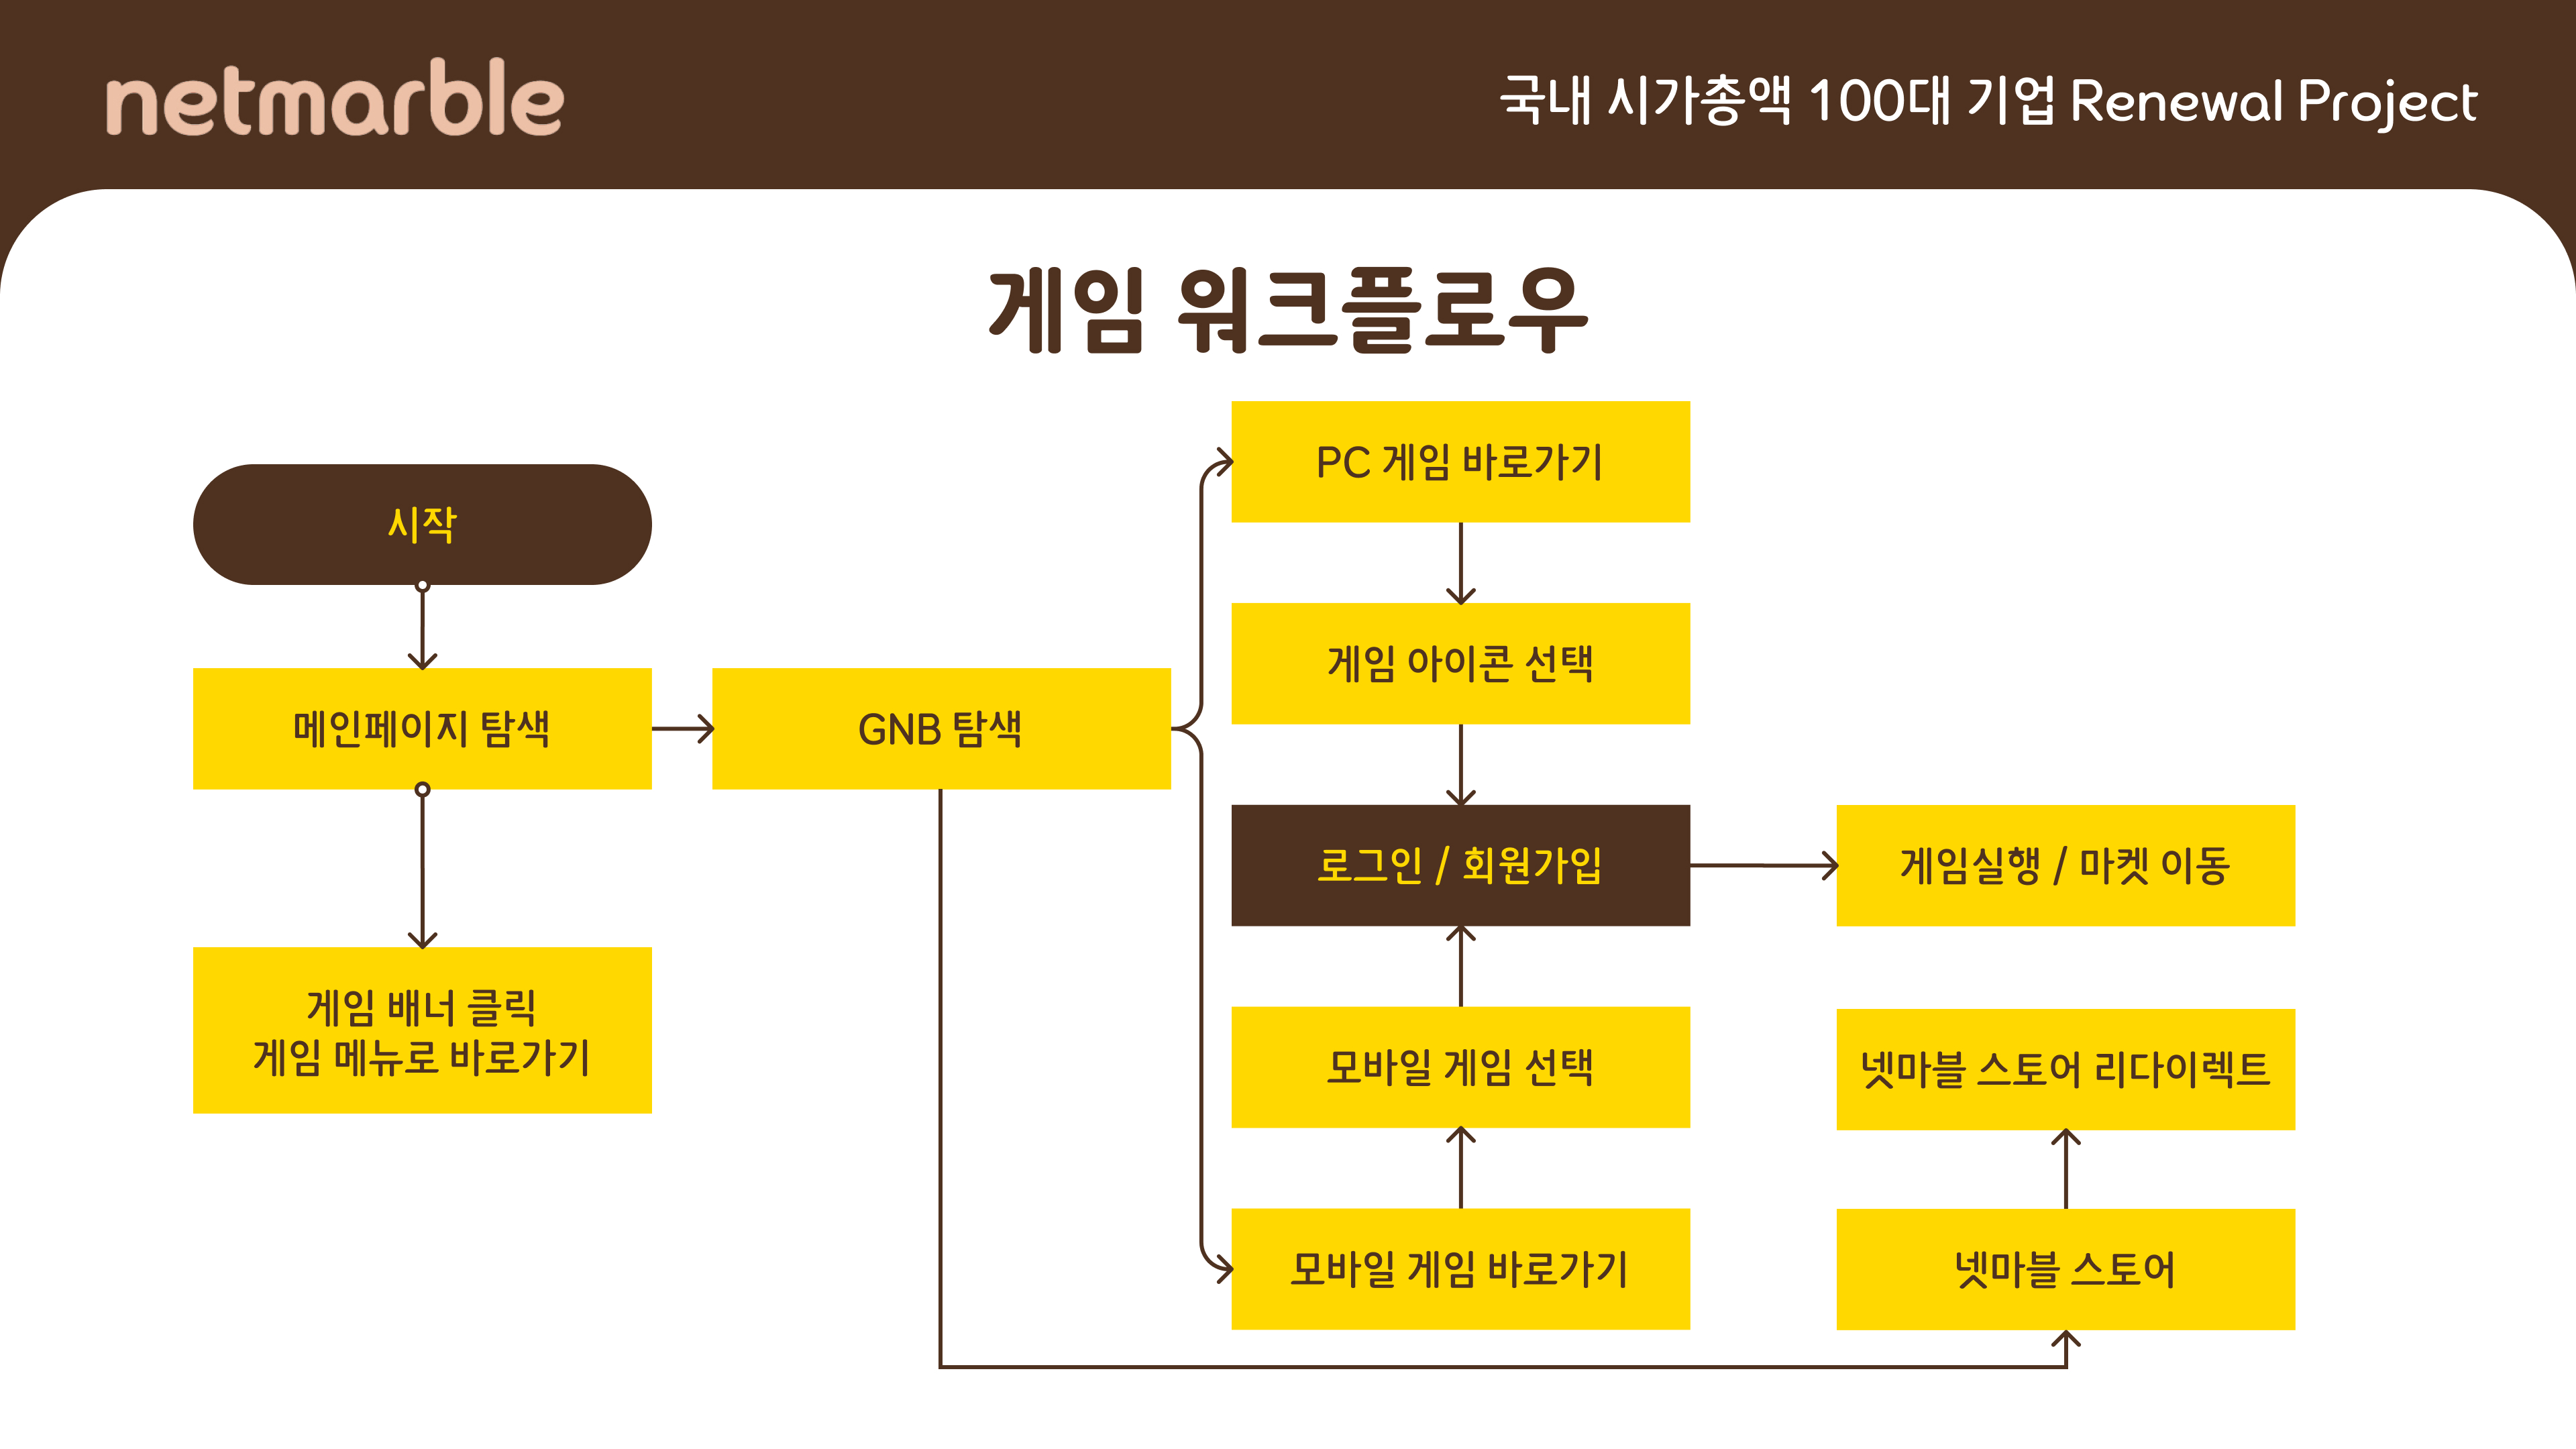 netmarble
국내 시가총액 100대 기업 Renewal Project
게임 워크플로우
시작
메인페이지 탐색
게임 배너 클릭
게임 메뉴로 바로가기
GNB 탐색
PC 게임 바로가기
게임 아이콘 선택
로그인 / 회원가입
모바일 게임 선택
모바일 게임 바로가기
게임실행 / 마켓 이동
넷마블 스토어 리다이렉트
넷마블 스토어